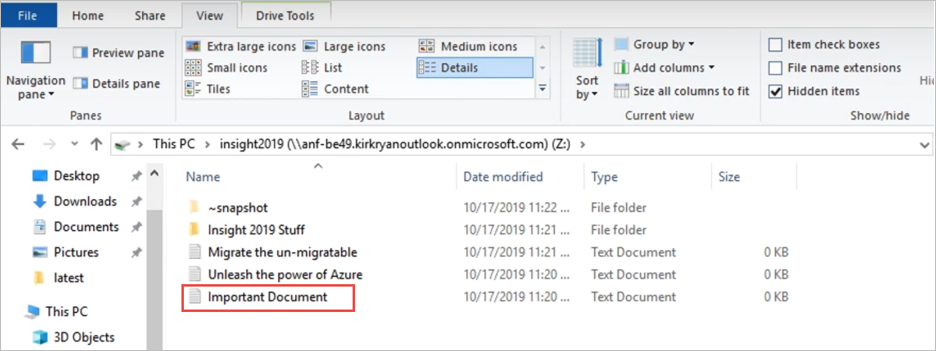 File Home Share View Drive Tools
Extra large icons Large icons Medium icons
Small icons List Details
Tiles Content
Preview pane
Details pane
Navigation
pane
Panes
Layout
Sort
by
Group by
Add columns
Size all columns to fit
Current view
Item check boxes
File name extensions
Hidden items
Show/hide
This PC insight2019 (\\anf-be49.kirkryanoutlook.onmicrosoft.com) (Z:)
Desktop
Downloads
Documents
Pictures
latest
This PC
3D Objects
Name Date modified Type Size
~snapshot 10/17/2019 11:22 ... File folder
Insight 2019 Stuff 10/17/2019 11:21 ... File folder
Migrate the un-migratable 10/17/2019 11:21 ... Text Document 0 KB
Unleash the power of Azure 10/17/2019 11:20 ... Text Document 0 KB
Important Document 10/17/2019 11:20 ... Text Document 0 KB